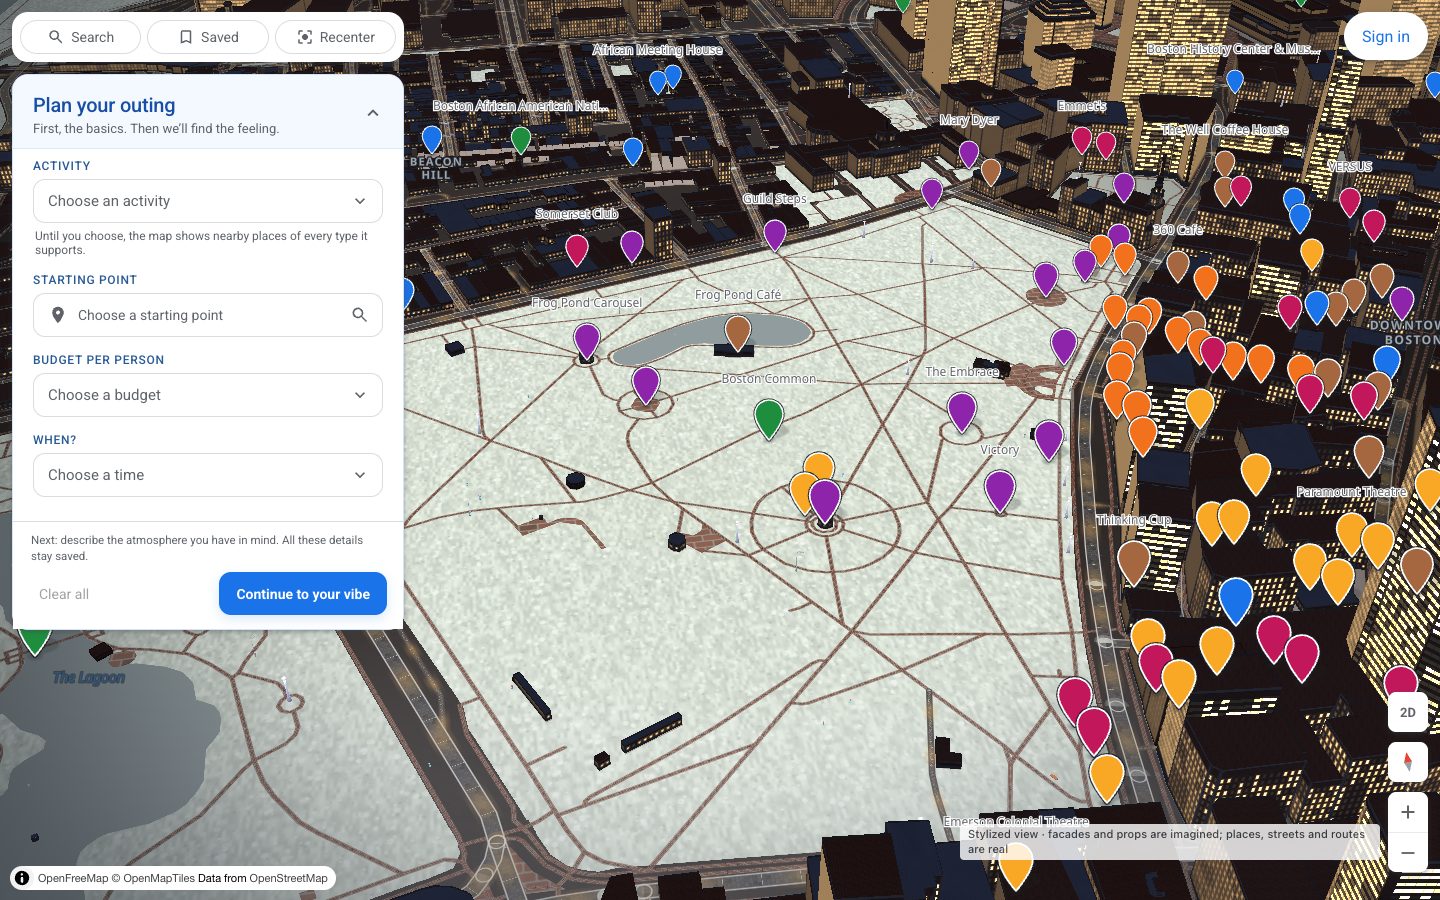 Search
Saved
Recenter
Sign in
Plan your outing
First, the basics. Then we'll find the feeling.
ACTIVITY
Choose an activity
Until you choose, the map shows nearby places of every type it
supports.
STARTING POINT
Choose a starting point
BUDGET PER PERSON
Choose a budget
WHEN?
Choose a time
Next: describe the atmosphere you have in mind. All these details
stay saved.
Clear all
Continue to your vibe
African Meeting House
Boston History Center & Mus...
Boston African American Nati...
Emmet's
Mary Dyer
The Well Coffee House
BEACON
HILL
VERSUS
Guild Steps
Somerset Club
360 Cafe
Frog Pond Carousel
Frog Pond Café
DOWNTOW
BOSTON
Boston Common
The Embrace
Victory
Paramount Theatre
Thinking Cup
The Lagoon
2D
Emerson Colonial Theatre
Stylized view · facades and props are imagined; places, streets and routes
are real
OpenFreeMap © OpenMapTiles Data from OpenStreetMap